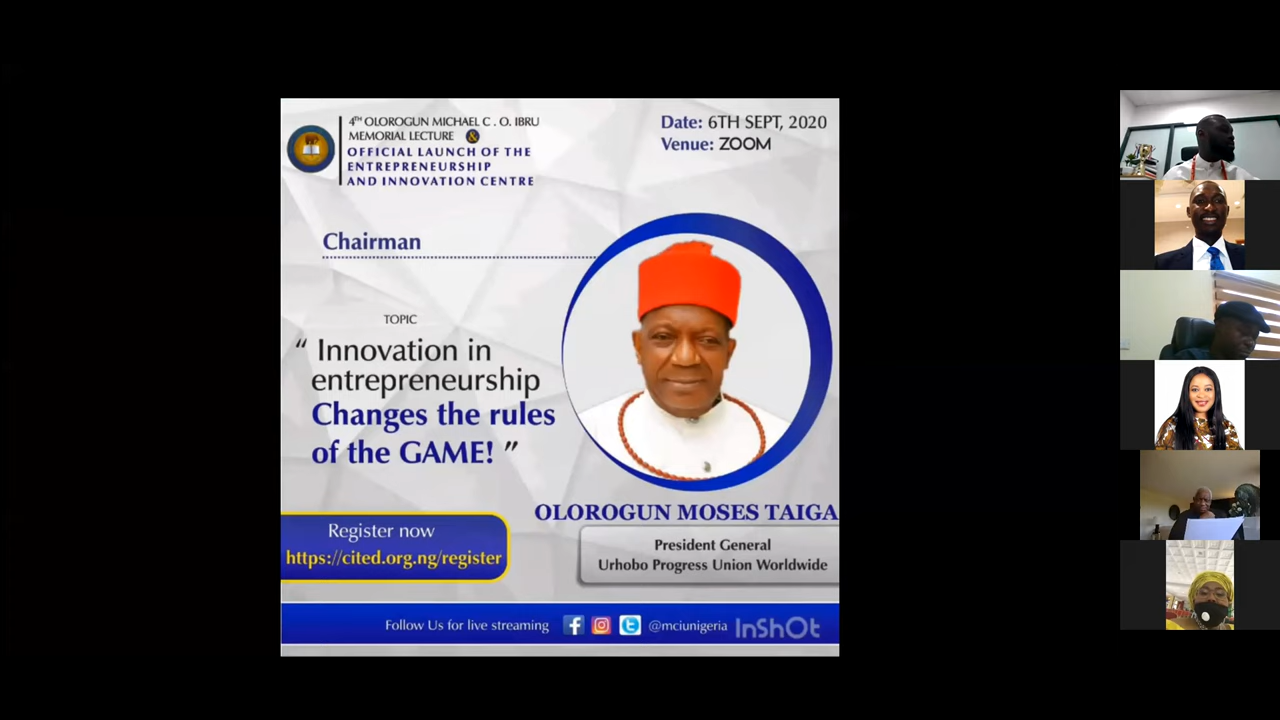 4TH OLOROGUN MICHAEL C . O. IBRU
MEMORIAL LECTURE &
OFFICIAL LAUNCH OF THE
ENTREPRENEURSHIP
AND INNOVATION CENTRE
Date: 6TH SEPT, 2020
Venue: ZOOM
Chairman
TOPIC
“ Innovation in
entrepreneurship
Changes the rules
of the GAME! ”
OLOROGUN MOSES TAIGA
President General
Urhobo Progress Union Worldwide
Register now
https://cited.org.ng/register
Follow Us for live streaming @mciunigeria InShOt